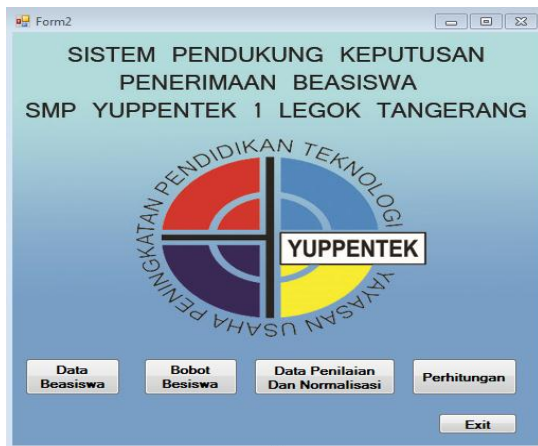 Form2
SISTEM PENDUKUNG KEPUTUSAN
PENERIMAAN BEASISWA
SMP YUPPENTEK 1 LEGOK TANGERANG
YAYASAN USAHA PENINGKATAN PENDIDIKAN TEKNOLOGI
YUPPENTEK
Data
Beasiswa
Bobot
Besiswa
Data Penilaian
Dan Normalisasi
Perhitungan
Exit